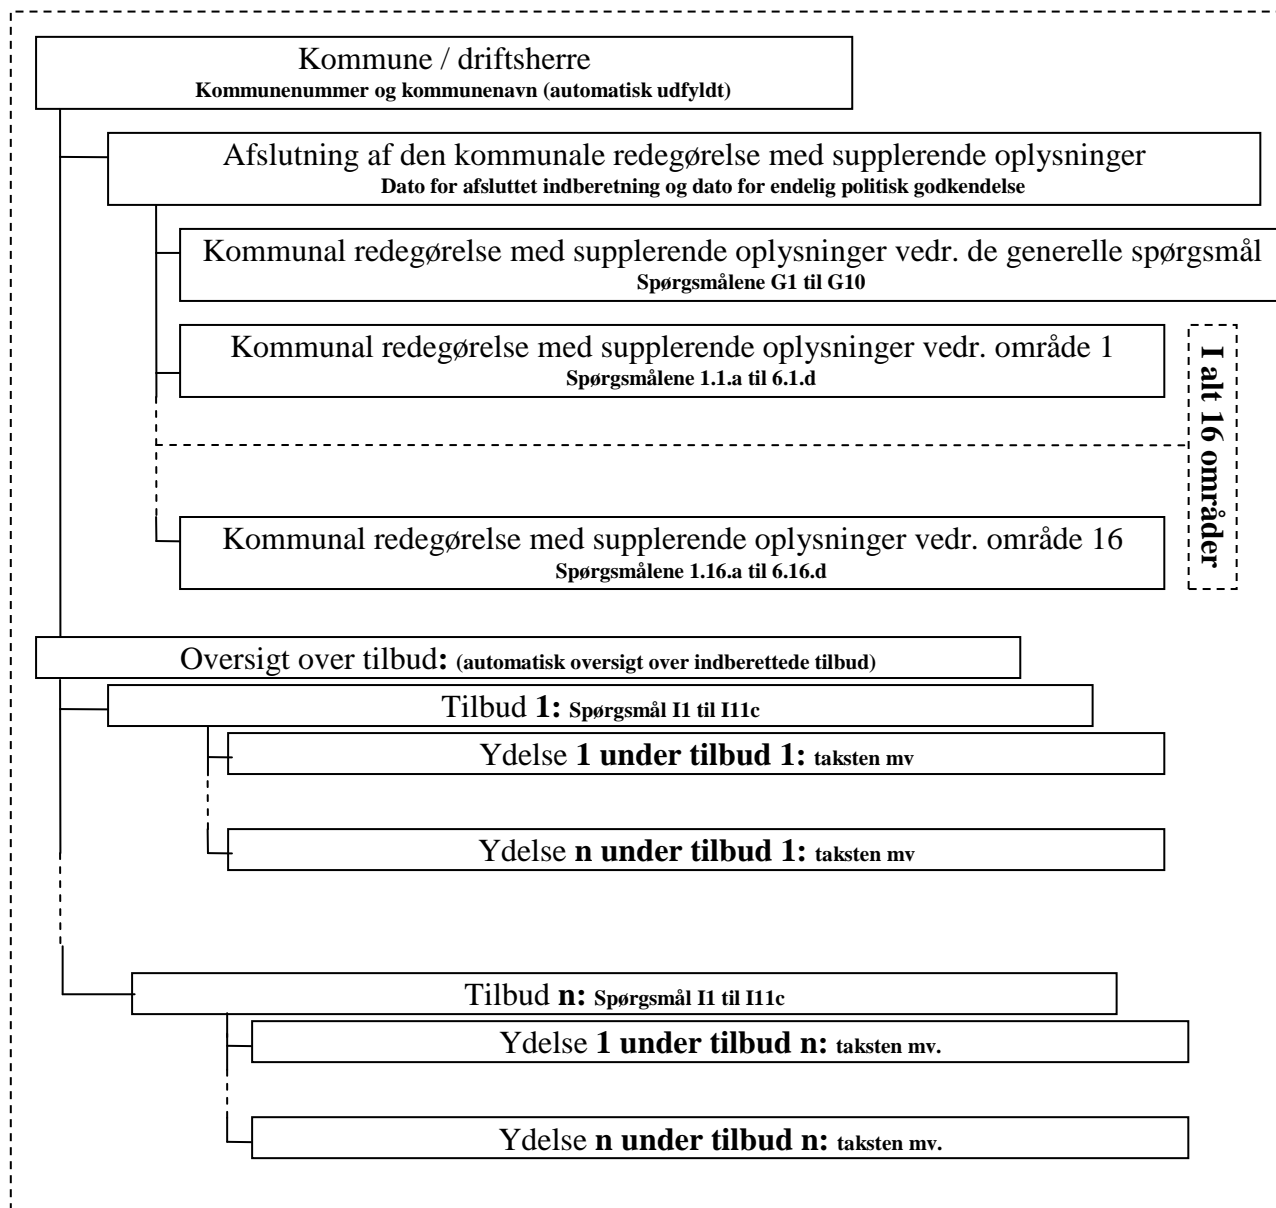 Kommune / driftsherre
Kommunenummer og kommunenavn (automatisk udfyldt)
Afslutning af den kommunale redegørelse med supplerende oplysninger
Dato for afsluttet indberetning og dato for endelig politisk godkendelse
Kommunal redegørelse med supplerende oplysninger vedr. de generelle spørgsmål
Spørgsmålene G1 til G10
Kommunal redegørelse med supplerende oplysninger vedr. område 1
Spørgsmålene 1.1.a til 6.1.d
I alt 16 områder
Kommunal redegørelse med supplerende oplysninger vedr. område 16
Spørgsmålene 1.16.a til 6.16.d
Oversigt over tilbud: (automatisk oversigt over indberettede tilbud)
Tilbud 1: Spørgsmål I1 til I11c
Ydelse 1 under tilbud 1: taksten mv
Ydelse n under tilbud 1: taksten mv
Tilbud n: Spørgsmål I1 til I11c
Ydelse 1 under tilbud n: taksten mv.
Ydelse n under tilbud n: taksten mv.